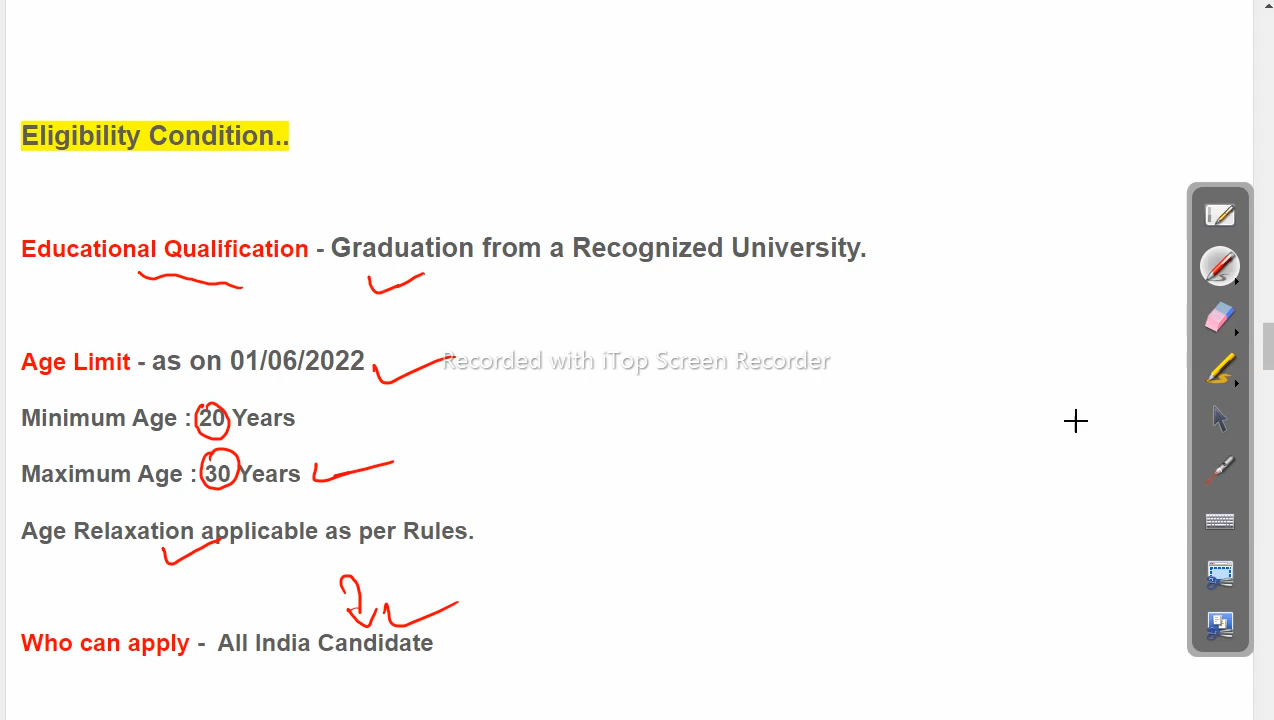 Eligibility Condition..
Educational Qualification - Graduation from a Recognized University.
Age Limit - as on 01/06/2022
Recorded with iTop Screen Recorder
Minimum Age : 20 Years
Maximum Age : 30 Years
Age Relaxation applicable as per Rules.
Who can apply - All India Candidate